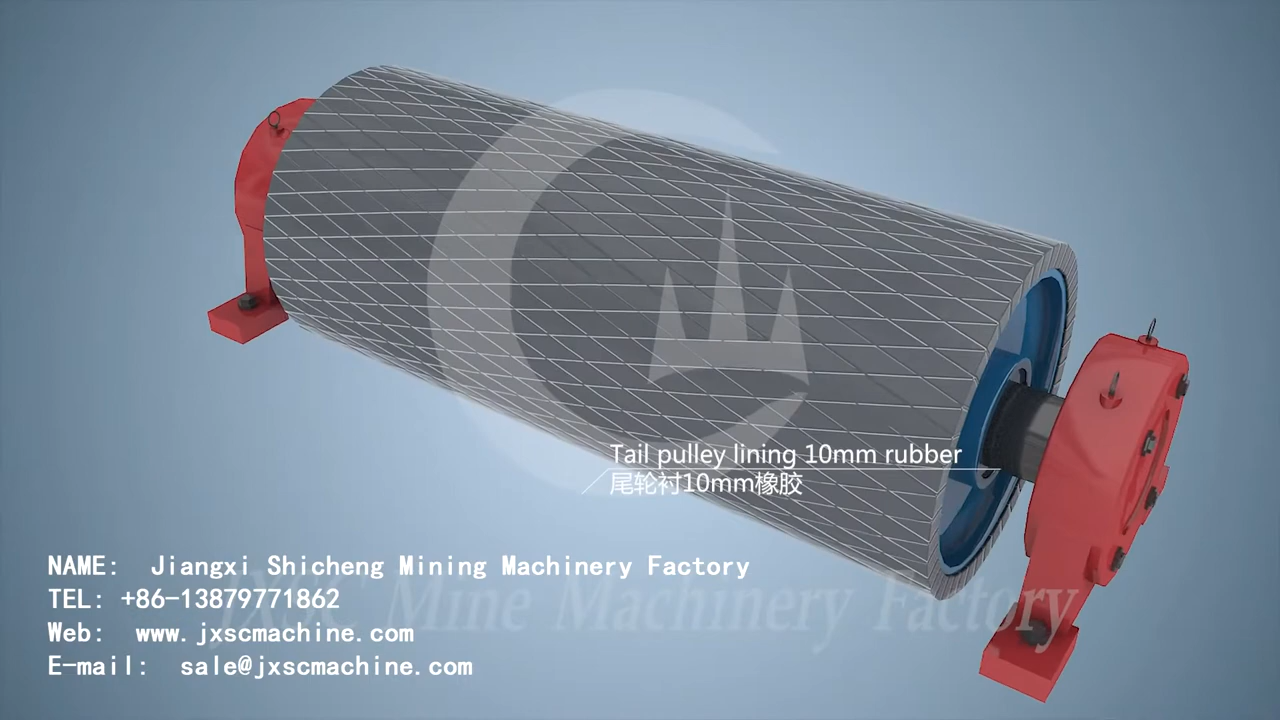 Tail pulley lining 10mm rubber
尾轮衬10mm橡胶
NAME: Jiangxi Shicheng Mining Machinery Factory
TEL: +86-13879771862
Web: www.jxscmachine.com
E-mail: sale@jxscmachine.com
JXSC Mine Machinery Factory